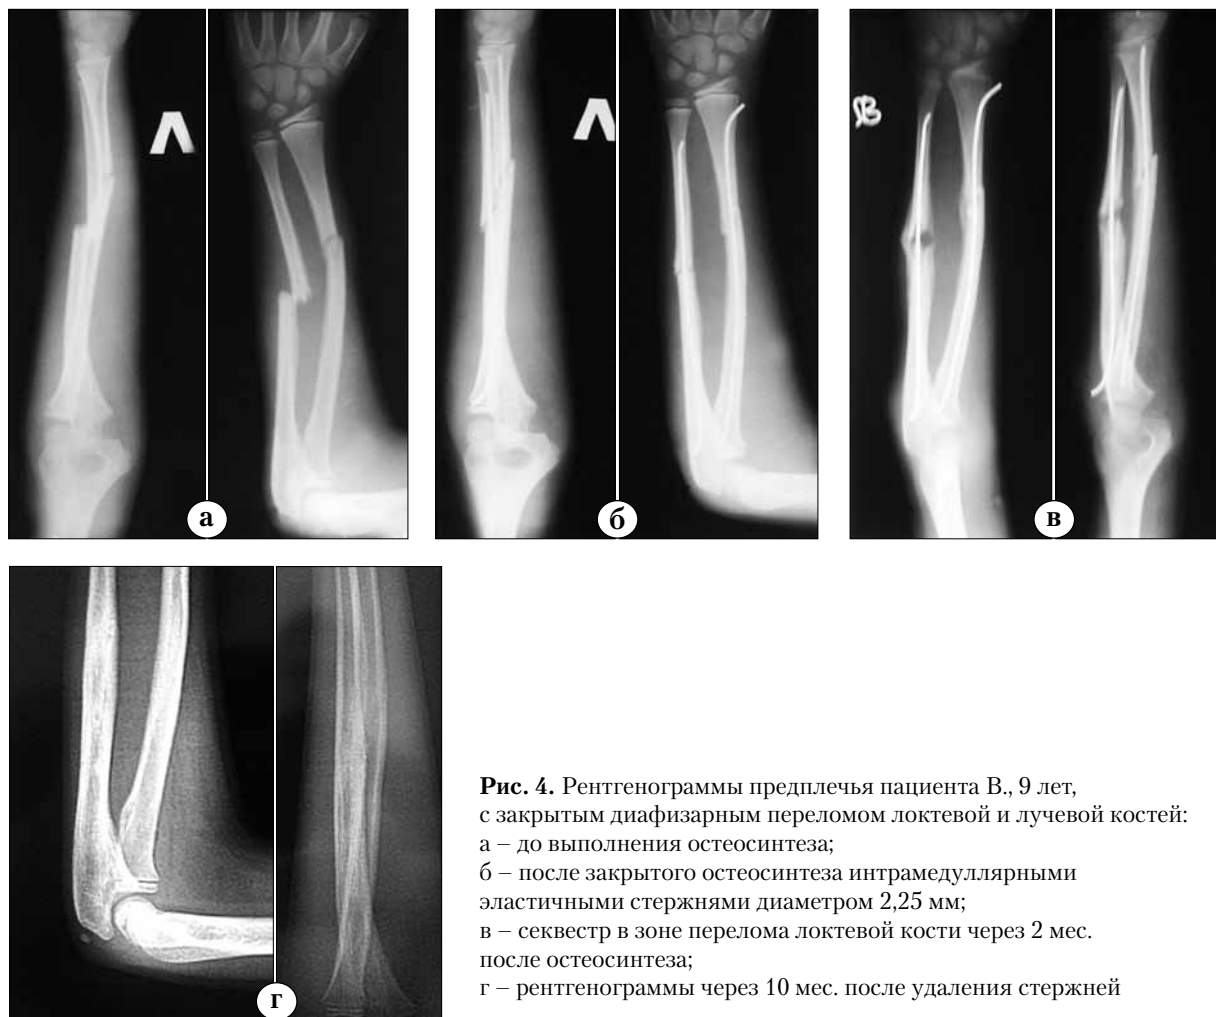 Л
Л
а
б
в
г
Рис. 4. Рентгенограммы предплечья пациента В., 9 лет,
с закрытым диафизарным переломом локтевой и лучевой костей:
а – до выполнения остеосинтеза;
б – после закрытого остеосинтеза интрамедуллярными
эластичными стержнями диаметром 2,25 мм;
в – секвестр в зоне перелома локтевой кости через 2 мес.
после остеосинтеза;
г – рентгенограммы через 10 мес. после удаления стержней